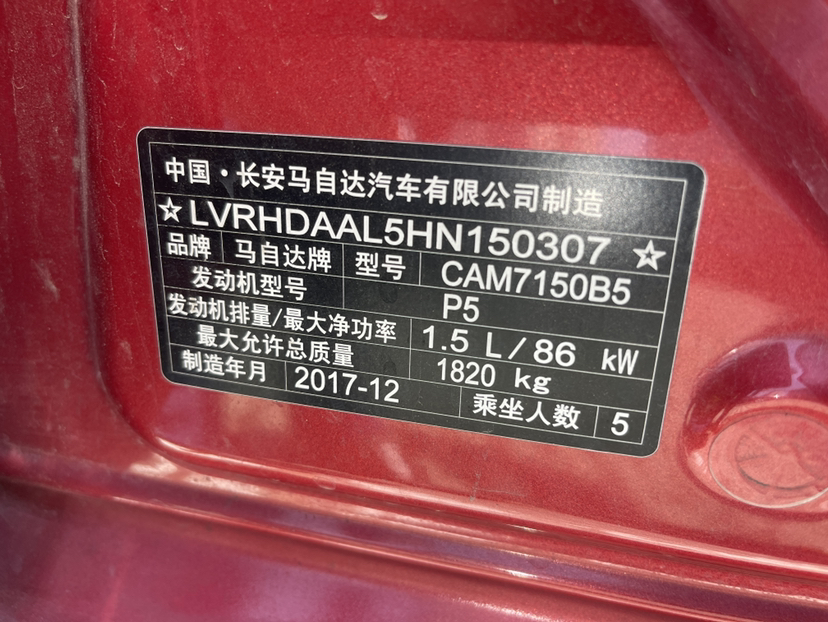 中国·长安马自达汽车有限公司制造
☆LVRHDAAL5HN150307☆
品牌 马自达牌 型号 CAM7150B5
发动机型号 P5
发动机排量/最大净功率 1.5 L/86 kW
最大允许总质量 1820 kg
制造年月 2017-12 乘坐人数 5